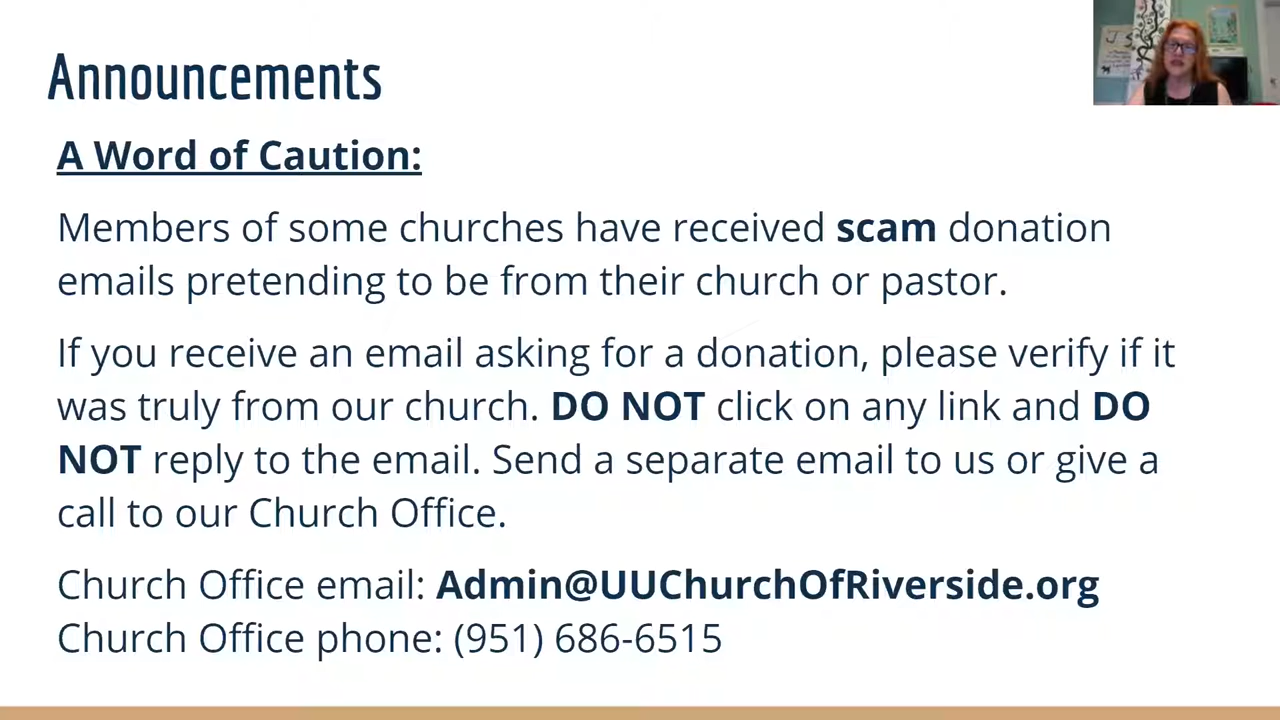 Announcements
A Word of Caution:
Members of some churches have received scam donation
emails pretending to be from their church or pastor.
If you receive an email asking for a donation, please verify if it
was truly from our church. DO NOT click on any link and DO
NOT reply to the email. Send a separate email to us or give a
call to our Church Office.
Church Office email: Admin@UUChurchOfRiverside.org
Church Office phone: (951) 686-6515